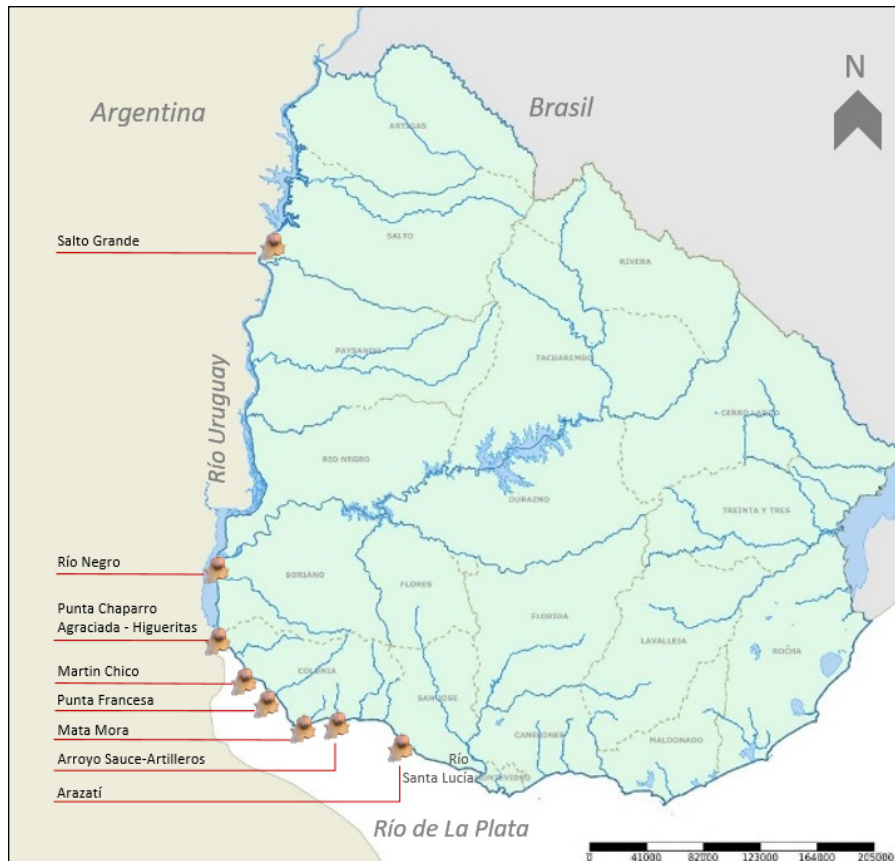 Argentina
Brasil
N
ARTIGAS
Salto Grande
SALTO
RIVERA
PAYSANDU
TACUAREMBO
Río Uruguay
CERRO LARGO
RIO NEGRO
DURAZNO
TREINTA Y TRES
Río Negro
SORIANO
FLORES
Punta Chaparro
Agraciada - Higueritas
FLORIDA
LAVALLEJA
ROCHA
Martin Chico
COLONIA
Punta Francesa
SAN JOSE
Mata Mora
CANELONES
MALDONADO
Arroyo Sauce-Artilleros
Río
Santa Lucía
MONTEVIDEO
Arazatí
Río de La Plata
0 41000 82000 123000 164000 205000